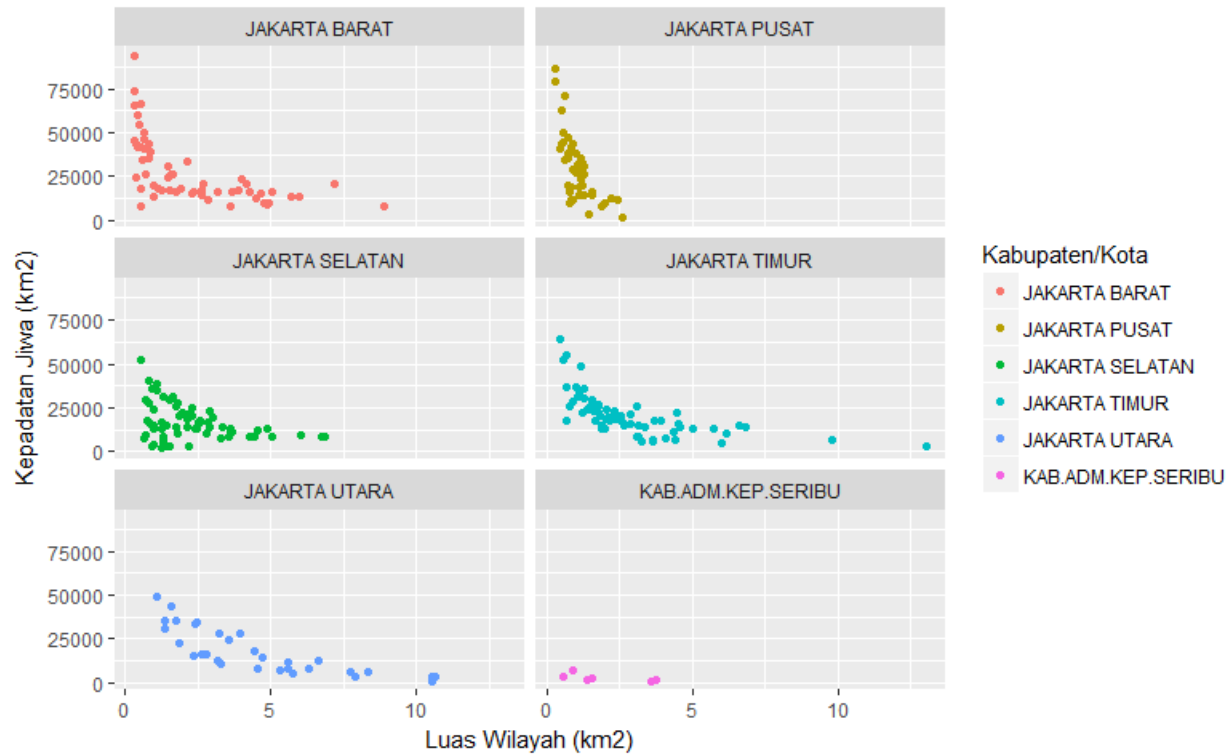 JAKARTA BARAT
JAKARTA PUSAT
75000
50000
25000
0
JAKARTA SELATAN
JAKARTA TIMUR
75000
50000
25000
0
JAKARTA UTARA
KAB.ADM.KEP.SERIBU
75000
50000
25000
0
0 5 10
0 5 10
Luas Wilayah (km2)
Kepadatan Jiwa (km2)
Kabupaten/Kota
JAKARTA BARAT
JAKARTA PUSAT
JAKARTA SELATAN
JAKARTA TIMUR
JAKARTA UTARA
KAB.ADM.KEP.SERIBU